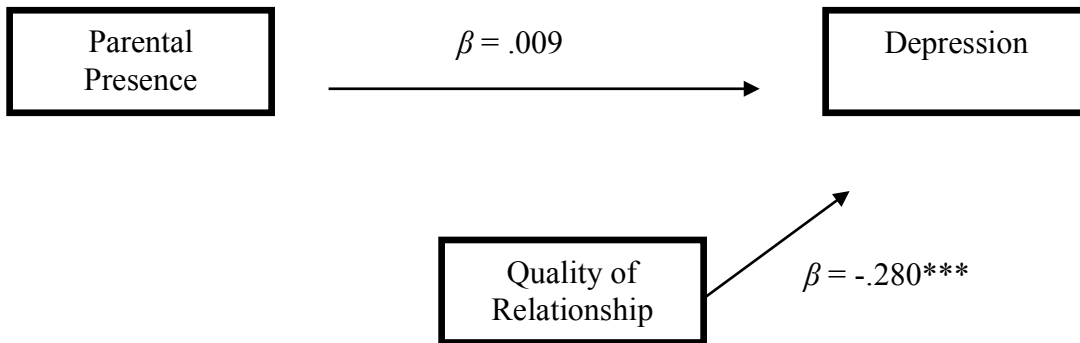 Parental
Presence
β = .009
Depression
Quality of
Relationship
β = -.280***